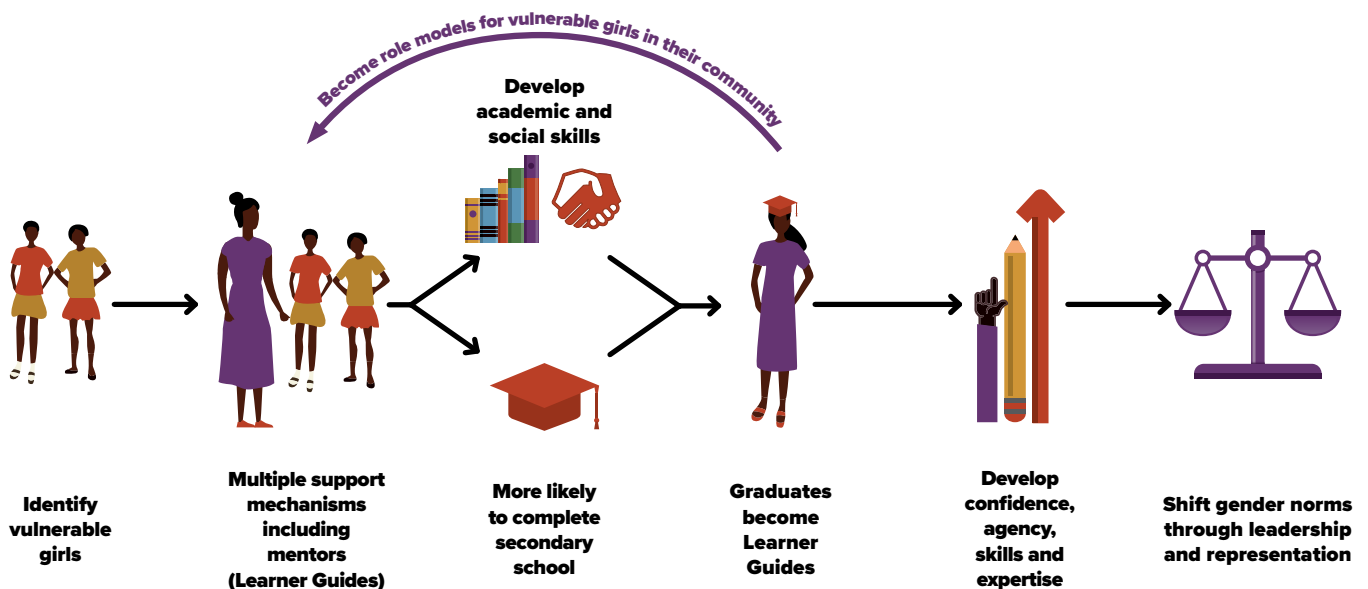 Become role models for vulnerable girls in their community
Develop
academic and
social skills
Identify
vulnerable
girls
Multiple support
mechanisms
including
mentors
(Learner Guides)
More likely
to complete
secondary
school
Graduates
become
Learner
Guides
Develop
confidence,
agency,
skills and
expertise
Shift gender norms
through leadership
and representation